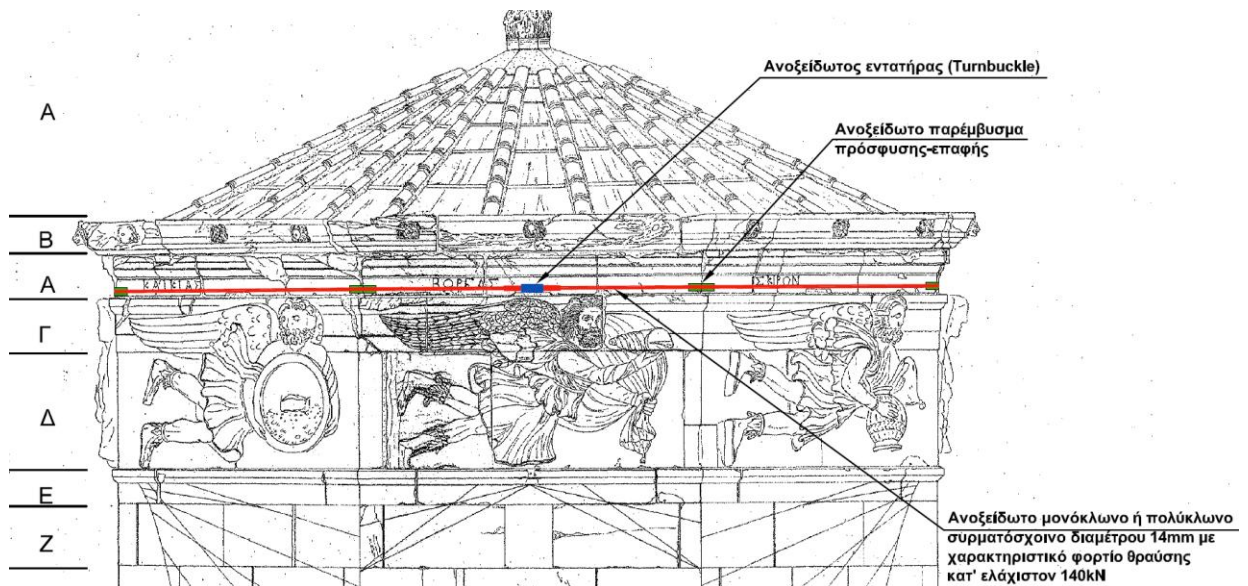 Ανοξείδωτος εντατήρας (Turnbuckle)
Α
Ανοξείδωτο παρέμβυσμα
πρόσφυσης-επαφής
Β
Α
ΚΑΙΚΙΑΣ
ΒΟΡΕΑΣ
ΣΚΙΡΟΝ
Γ
Δ
Ε
Ζ
Ανοξείδωτο μονόκλωνο ή πολύκλωνο
συρματόσχοινο διαμέτρου 14mm με
χαρακτηριστικό φορτίο θραύσης
κατ' ελάχιστον 140kN